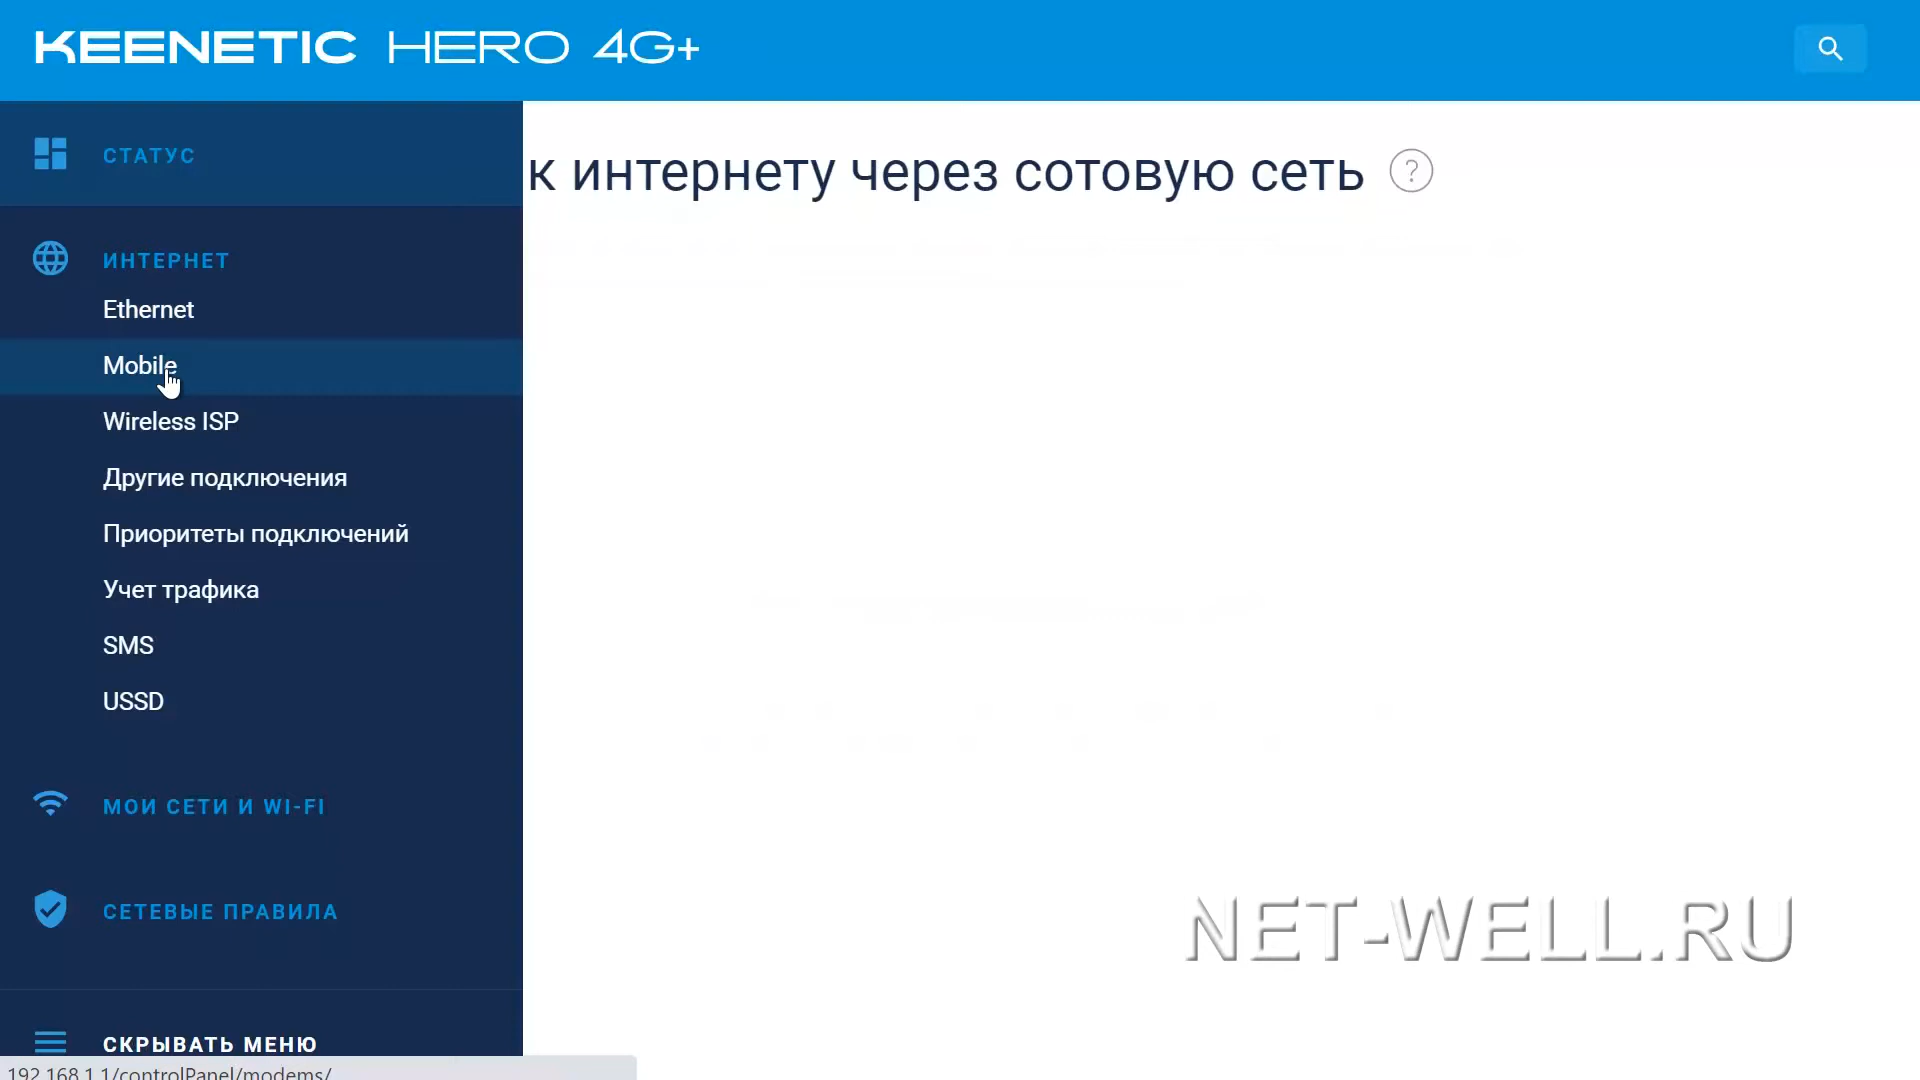 KEENETIC HERO 4G+
СТАТУС
к интернету через сотовую сеть ?
ИНТЕРНЕТ
Ethernet
Mobile
Wireless ISP
Другие подключения
Приоритеты подключений
Учет трафика
SMS
USSD
МОИ СЕТИ И WI-FI
СЕТЕВЫЕ ПРАВИЛА
NET-WELL.RU
СКРЫВАТЬ МЕНЮ
192.168.1.1/controlPanel/modems/